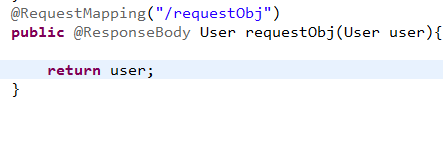 @RequestMapping("/requestObj")
public @ResponseBody User requestObj(User user){
return user;
}